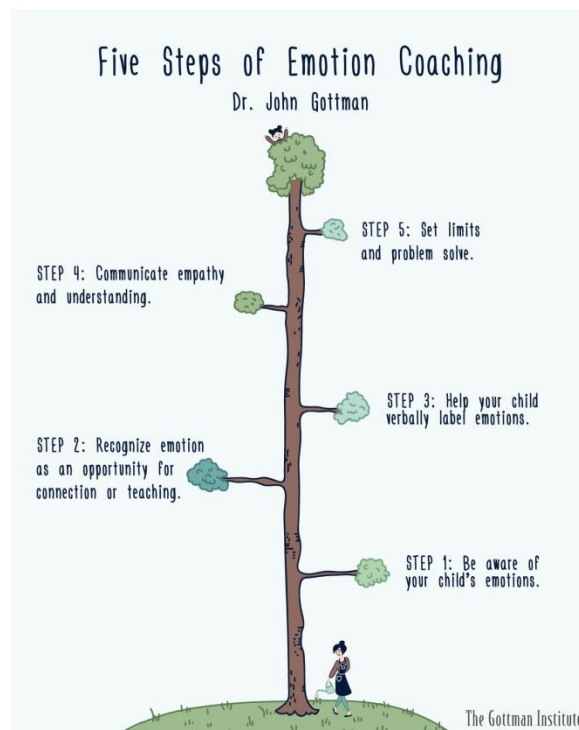 Five Steps of Emotion Coaching
Dr. John Gottman
STEP 5: Set limits
and problem solve.
STEP 4: Communicate empathy
and understanding.
STEP 3: Help your child
verbally label emotions.
STEP 2: Recognize emotion
as an opportunity for
connection or teaching.
STEP 1: Be aware of
your child's emotions.
The Gottman Institute